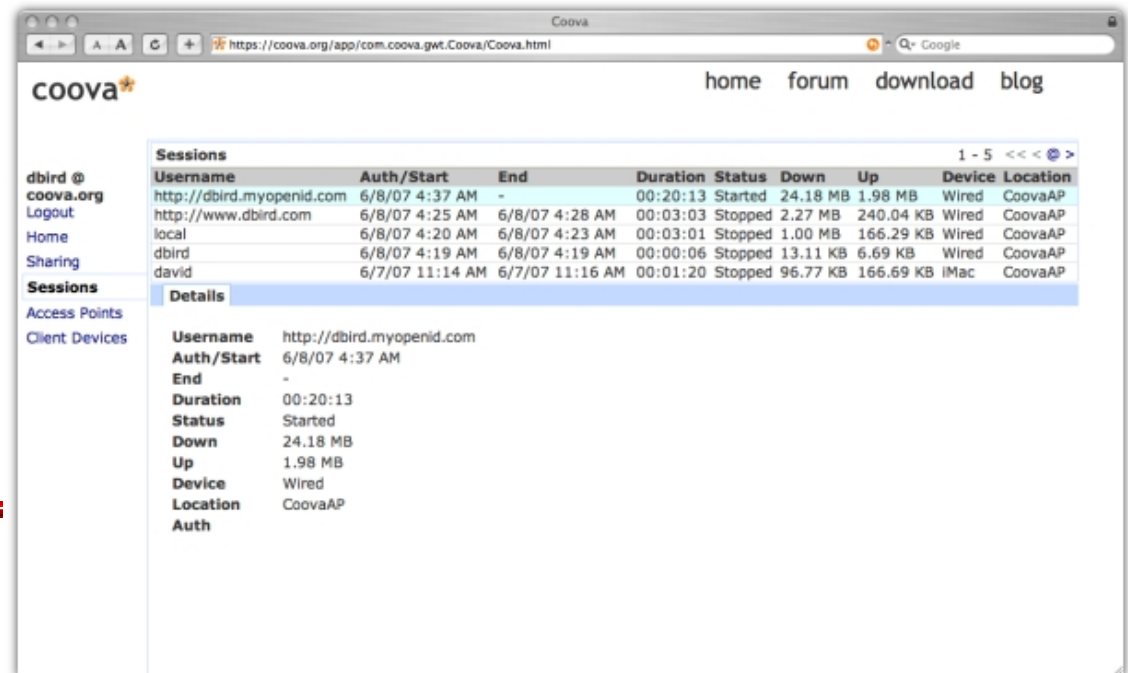 Coova
A A C + https://coova.org/app/com.coova.gwt.Coova/Coova.html Google
coova home forum download blog
Sessions 1 - 5 << < @ >
dbird @
coova.org
Logout
Home
Sharing
Sessions
Access Points
Client Devices
Username Auth/Start End Duration Status Down Up Device Location
http://dbird.myopenid.com 6/8/07 4:37 AM - 00:20:13 Started 24.18 MB 1.98 MB Wired CoovaAP
http://www.dbird.com 6/8/07 4:25 AM 6/8/07 4:28 AM 00:03:03 Stopped 2.27 MB 240.04 KB Wired CoovaAP
local 6/8/07 4:20 AM 6/8/07 4:23 AM 00:03:01 Stopped 1.00 MB 166.29 KB Wired CoovaAP
dbird 6/8/07 4:19 AM 6/8/07 4:19 AM 00:00:06 Stopped 13.11 KB 6.69 KB Wired CoovaAP
david 6/7/07 11:14 AM 6/7/07 11:16 AM 00:01:20 Stopped 96.77 KB 166.69 KB iMac CoovaAP
Details
Username http://dbird.myopenid.com
Auth/Start 6/8/07 4:37 AM
End -
Duration 00:20:13
Status Started
Down 24.18 MB
Up 1.98 MB
Device Wired
Location CoovaAP
Auth